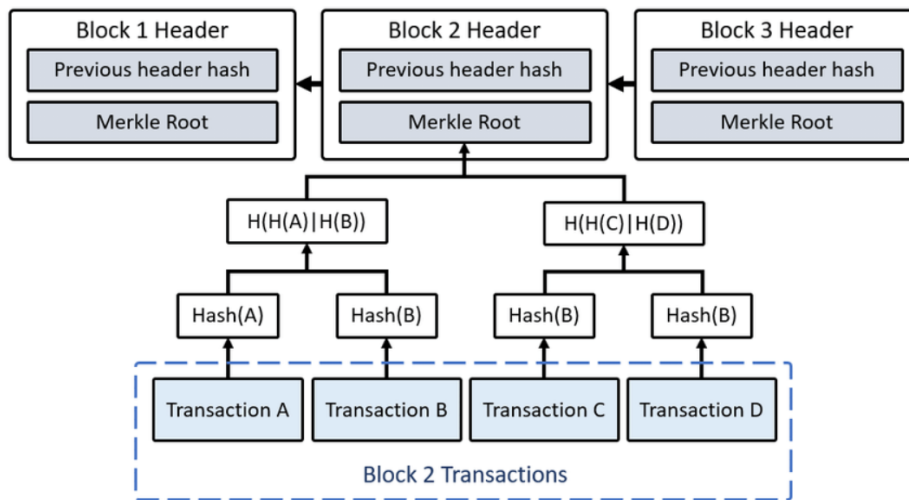 Block 1 Header
Block 2 Header
Block 3 Header
Previous header hash
Previous header hash
Previous header hash
Merkle Root
Merkle Root
Merkle Root
H(H(A)|H(B))
H(H(C)|H(D))
Hash(A)
Hash(B)
Hash(B)
Hash(B)
Transaction A
Transaction B
Transaction C
Transaction D
Block 2 Transactions